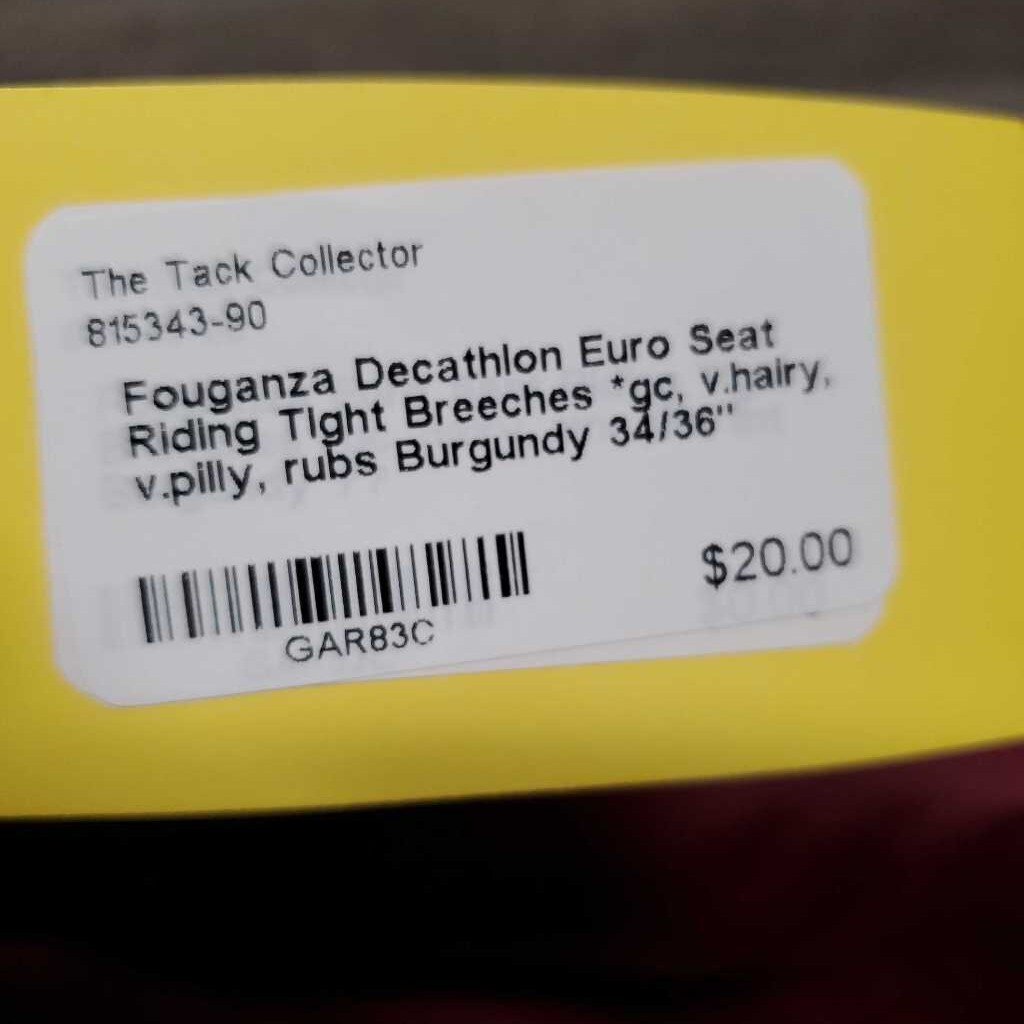 The Tack Collector
815343-90
Fouganza Decathlon Euro Seat
Riding TIght Breeches *gc, v.hairy,
v.pilly, rubs Burgundy 34/36"
$20.00
GAR83C